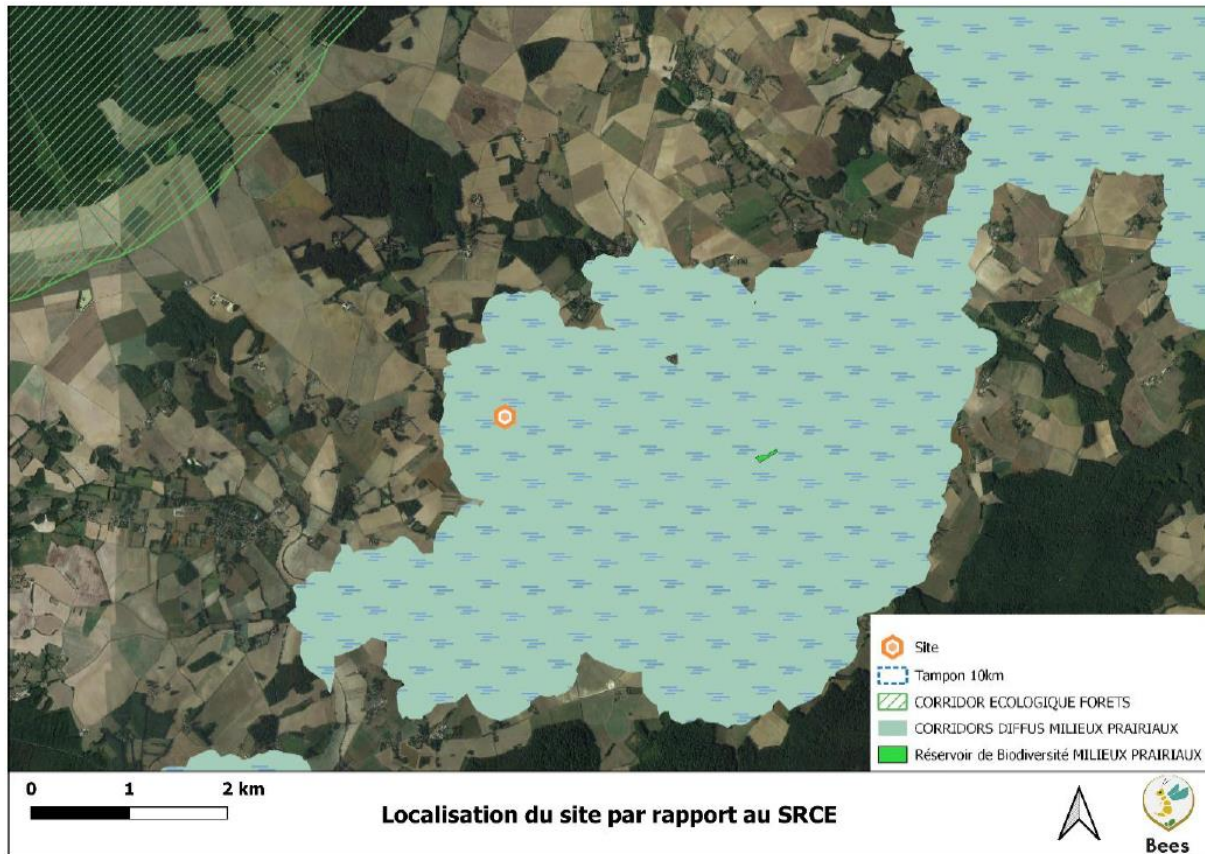 Site
Tampon 10km
CORRIDOR ECOLOGIQUE FORETS
CORRIDORS DIFFUS MILIEUX PRAIRIAUX
Réservoir de Biodiversité MILIEUX PRAIRIAUX
0 1 2 km
Localisation du site par rapport au SRCE
Bees